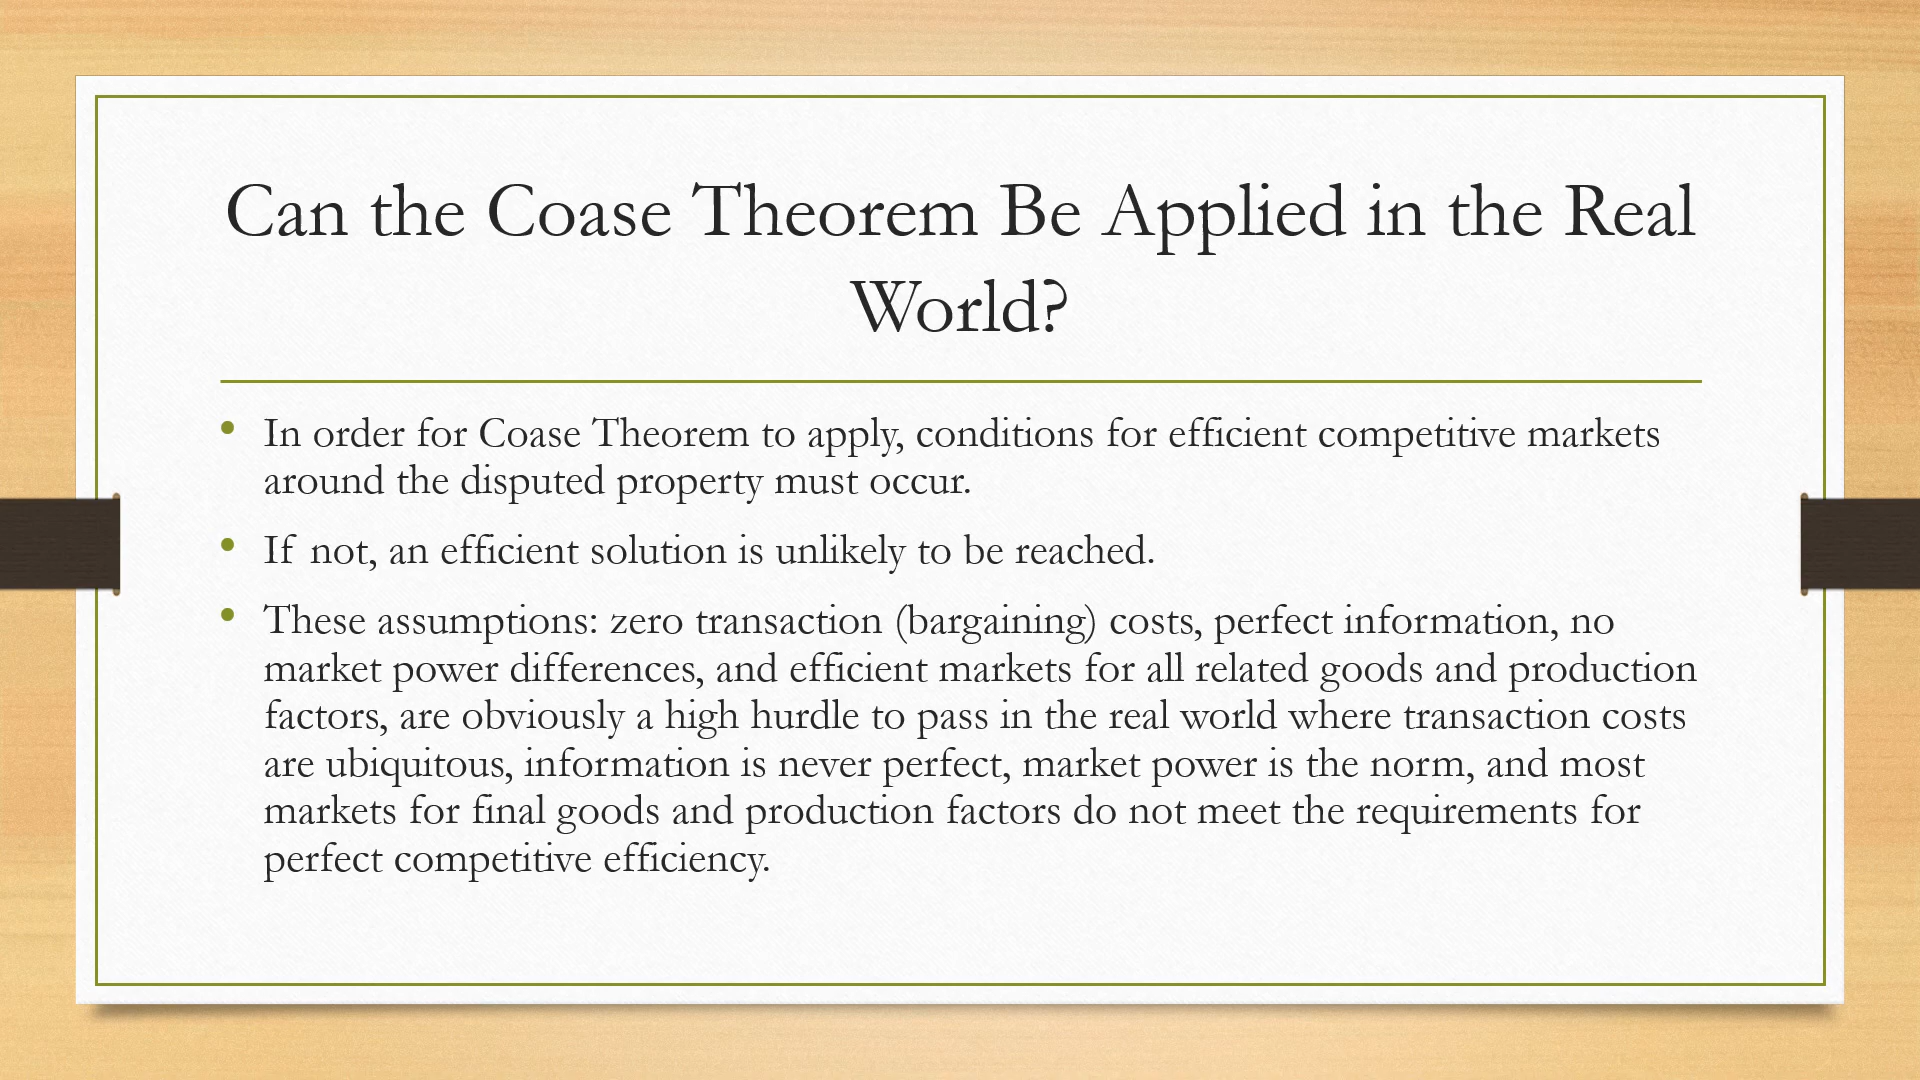 Can the Coase Theorem Be Applied in the Real
World?
• In order for Coase Theorem to apply, conditions for efficient competitive markets
around the disputed property must occur.
• If not, an efficient solution is unlikely to be reached.
• These assumptions: zero transaction (bargaining) costs, perfect information, no
market power differences, and efficient markets for all related goods and production
factors, are obviously a high hurdle to pass in the real world where transaction costs
are ubiquitous, information is never perfect, market power is the norm, and most
markets for final goods and production factors do not meet the requirements for
perfect competitive efficiency.